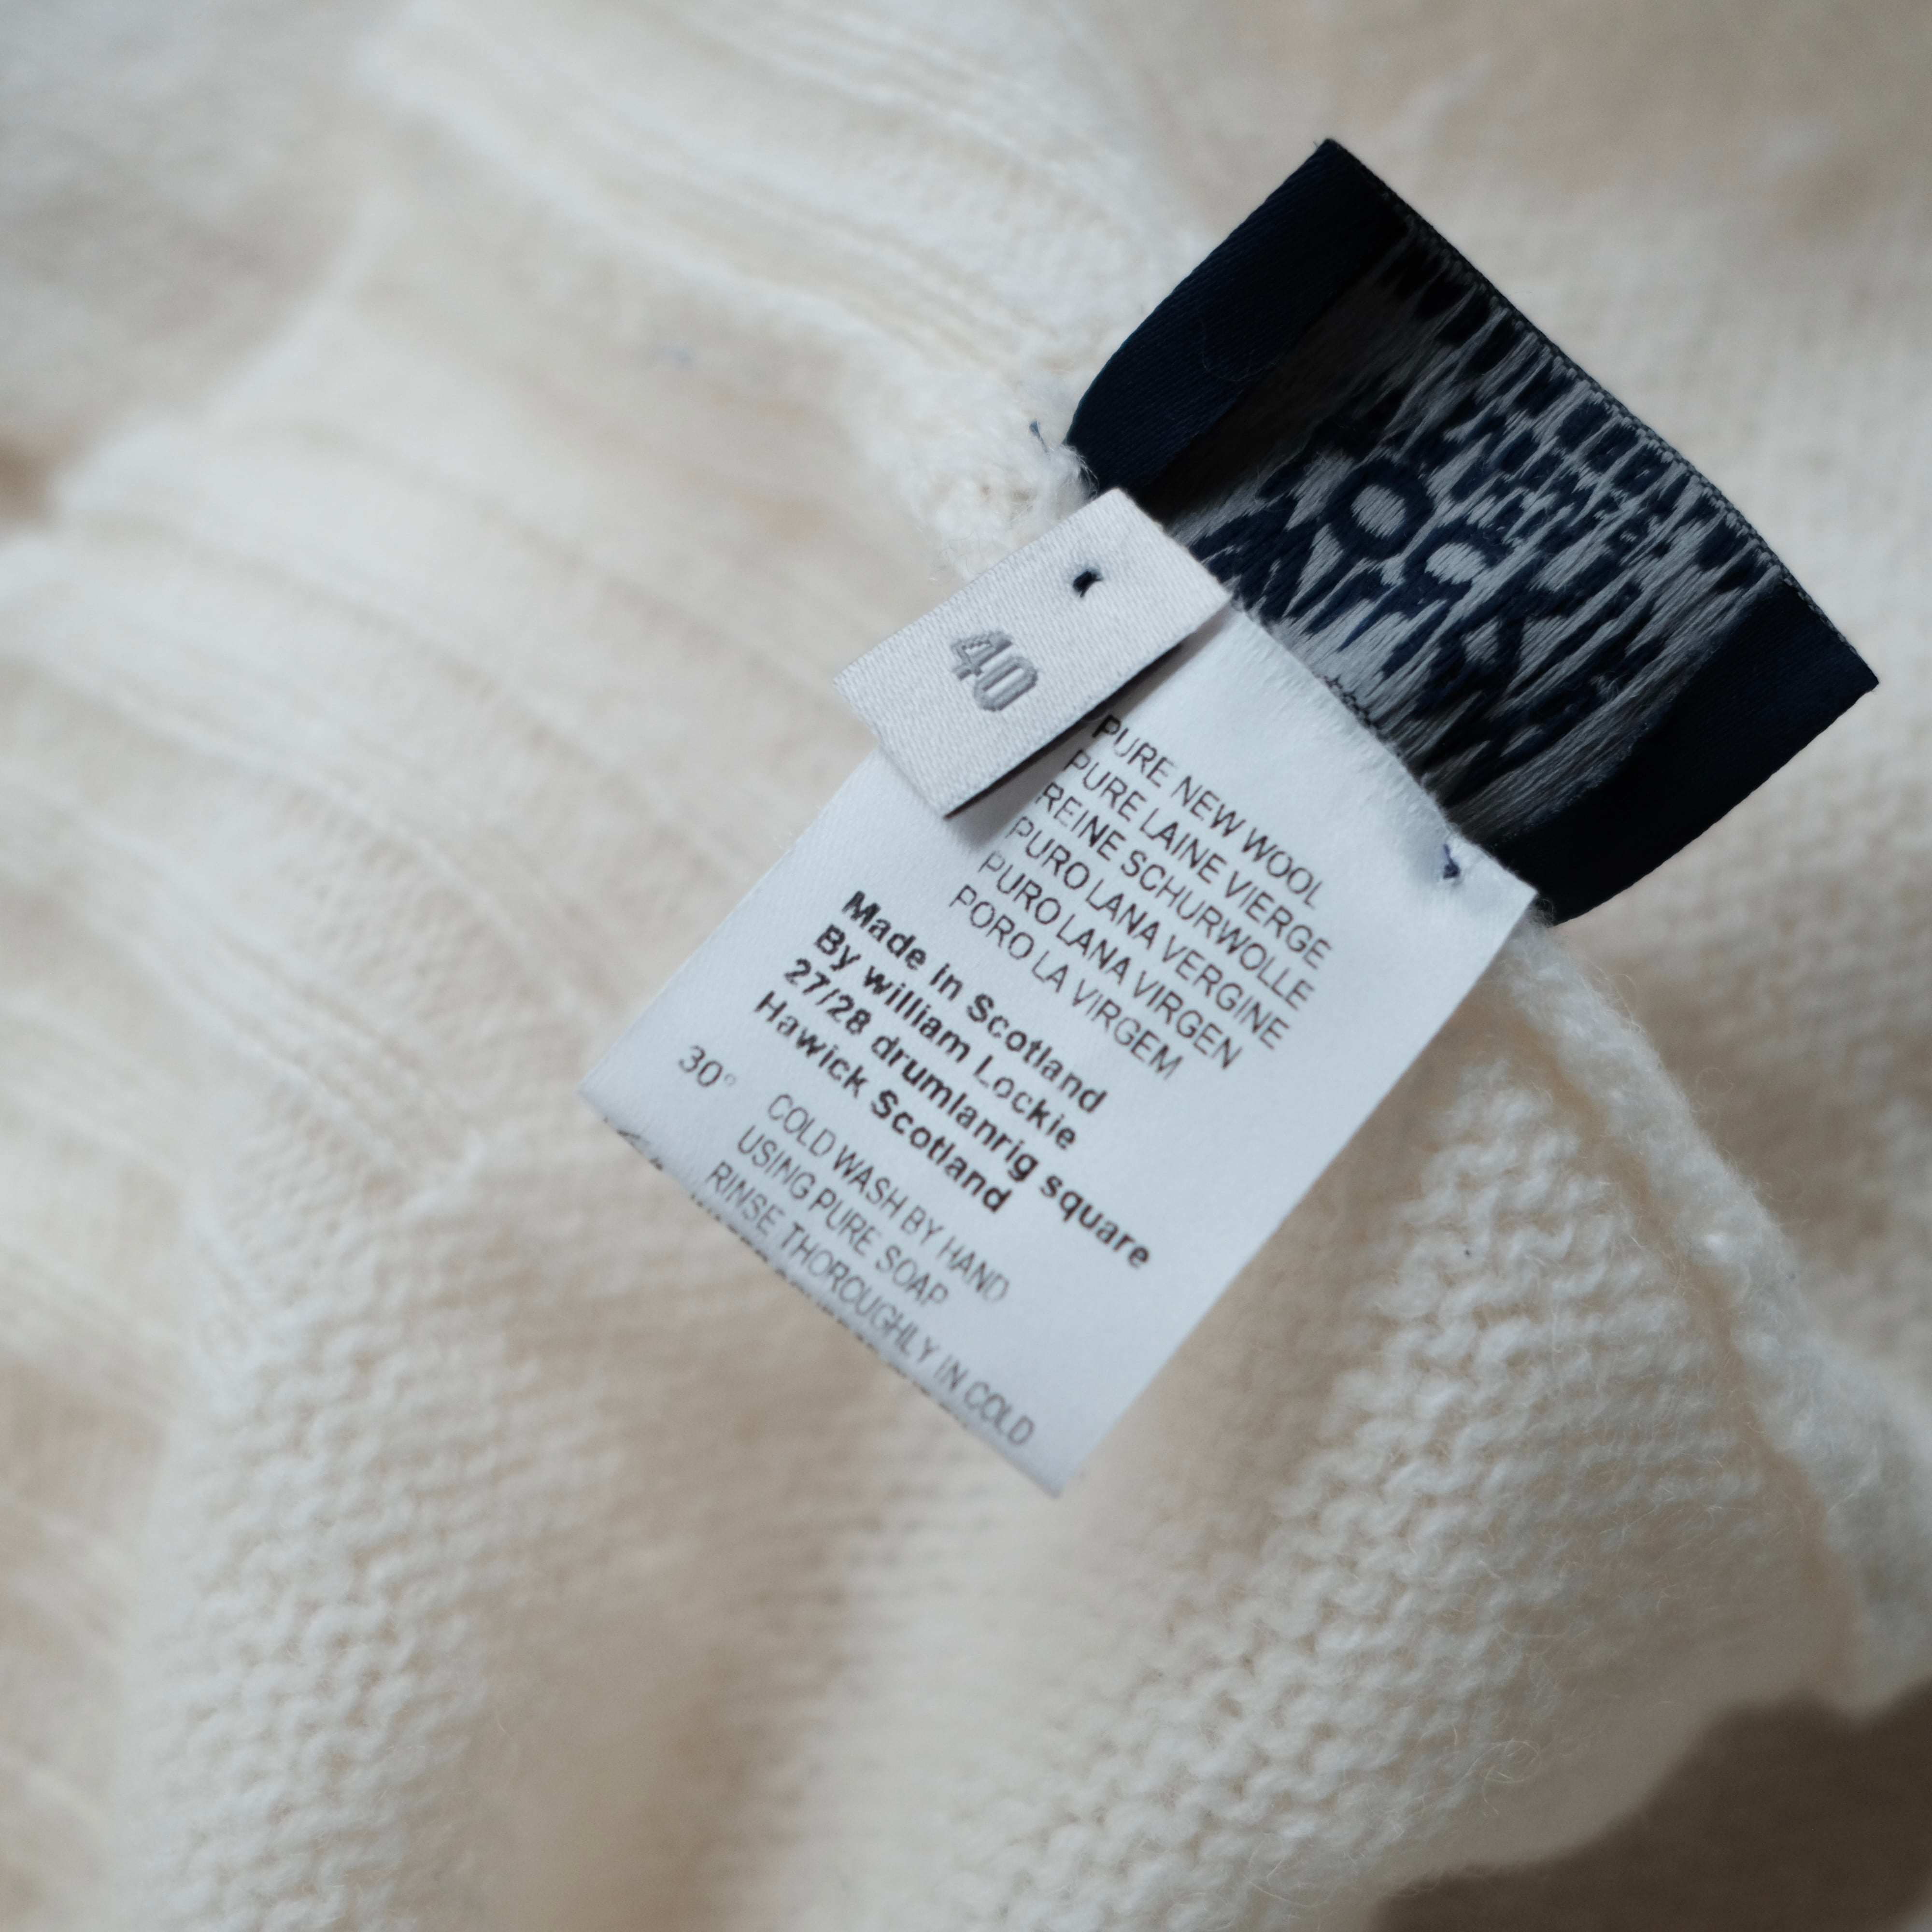 40
PURE NEW WOOL
PURE LAINE VIERGE
REINE SCHURWOLLE
PURO LANA VERGINE
PURO LANA VIRGEN
PORO LA VIRGEM
Made in Scotland
By william Lockie
27/28 drumlanrig square
Hawick Scotland
30°
COLD WASH BY HAND
USING PURE SOAP
RINSE THOROUGHLY IN COLD